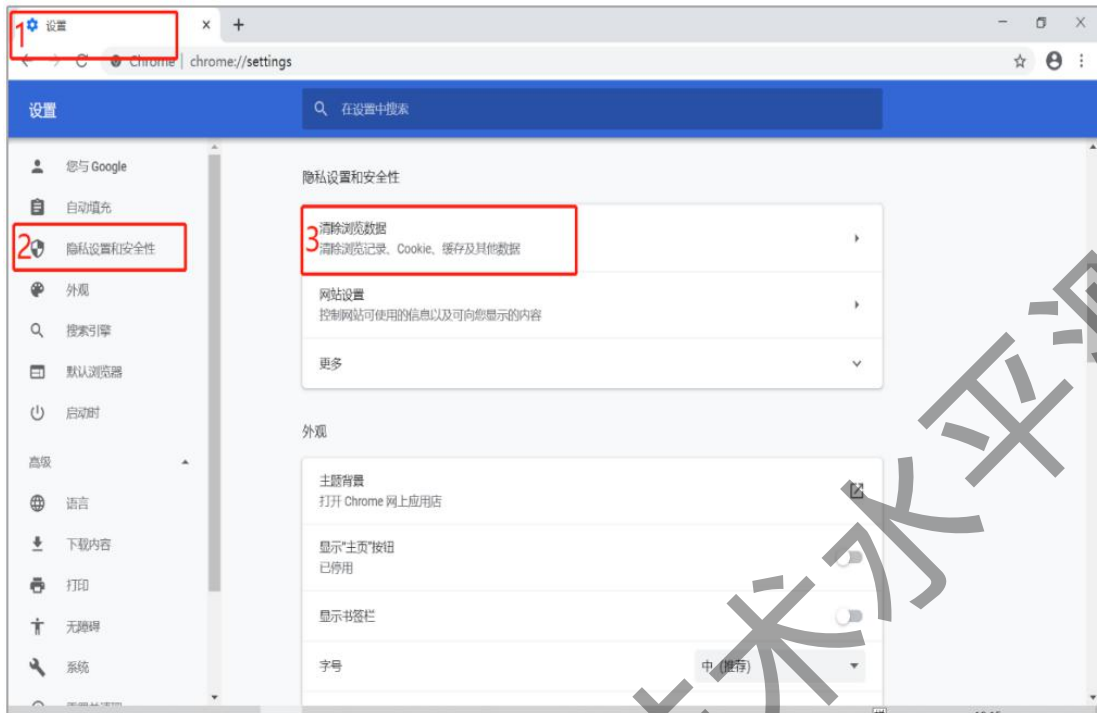 1 设置
Chrome | chrome://settings
设置
在设置中搜索
您与 Google
自动填充
2 隐私设置和安全性
外观
搜索引擎
默认浏览器
启动时
高级
语言
下载内容
打印
无障碍
系统
隐私设置和安全性
3 清除浏览数据
清除浏览记录、Cookie、缓存及其他数据
网站设置
控制网站可使用的信息以及可向您显示的内容
更多
外观
主题背景
打开 Chrome 网上应用店
显示“主页”按钮
已停用
显示书签栏
字号
中 (推荐)
术水平测